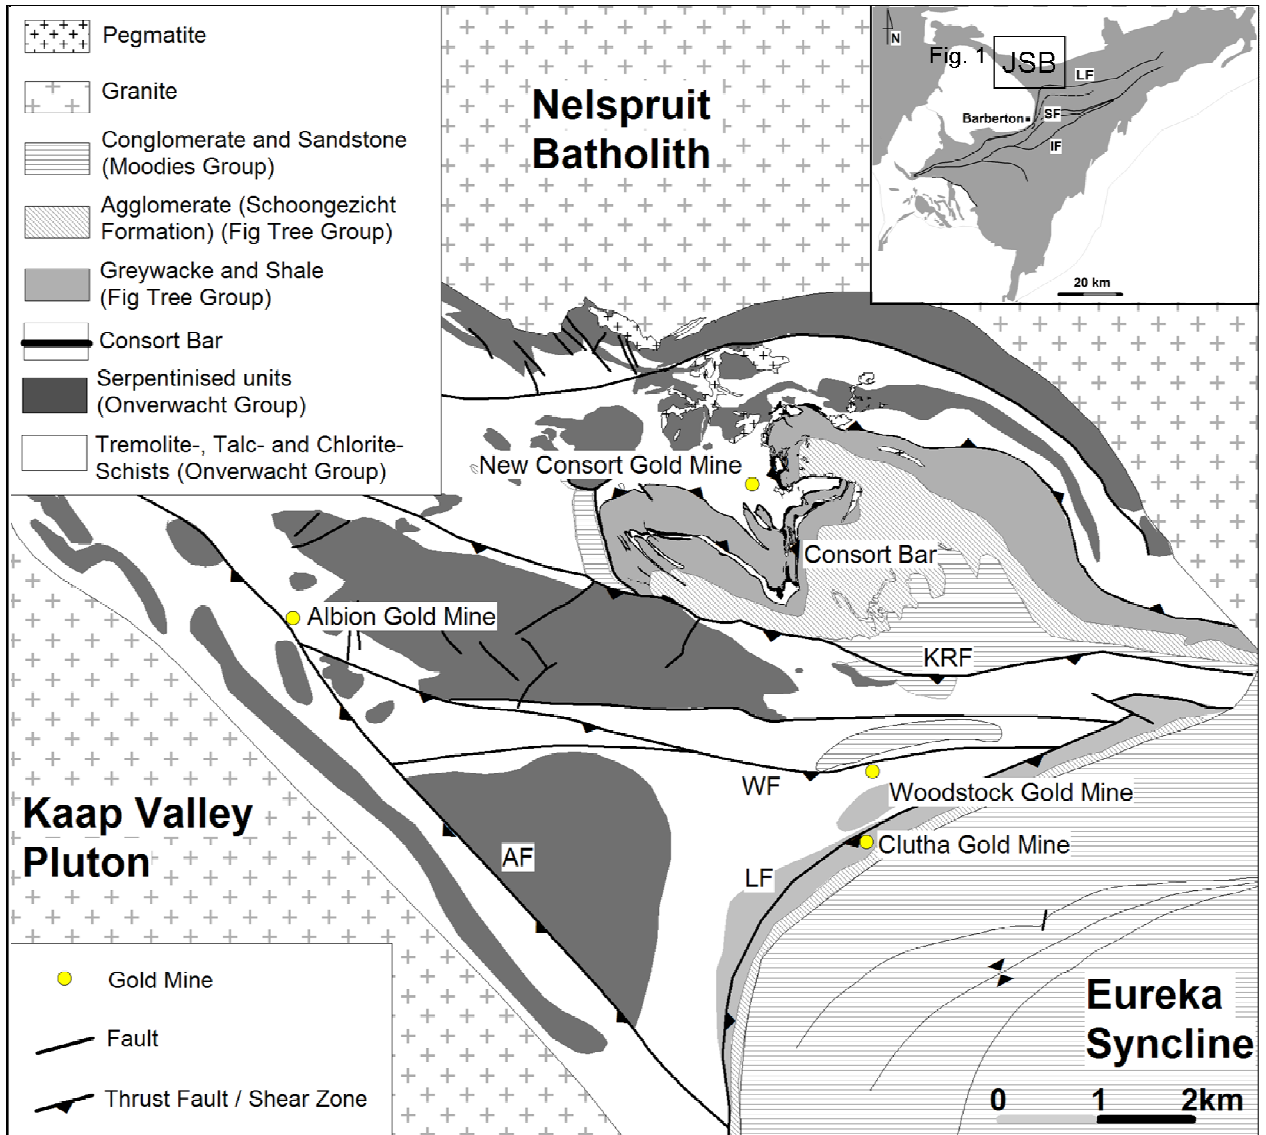 Pegmatite
Granite
Conglomerate and Sandstone
(Moodies Group)
Agglomerate (Schoongezicht
Formation) (Fig Tree Group)
Greywacke and Shale
(Fig Tree Group)
Consort Bar
Serpentinised units
(Onverwacht Group)
Tremolite-, Talc- and Chlorite-
Schists (Onverwacht Group)
Nelspruit
Batholith
N
Fig. 1
JSB
LF
Barberton
SF
IF
20 km
New Consort Gold Mine
Consort Bar
Albion Gold Mine
KRF
WF
Woodstock Gold Mine
Kaap Valley
Pluton
AF
Clutha Gold Mine
LF
Eureka
Syncline
Gold Mine
Fault
Thrust Fault / Shear Zone
0 1 2km